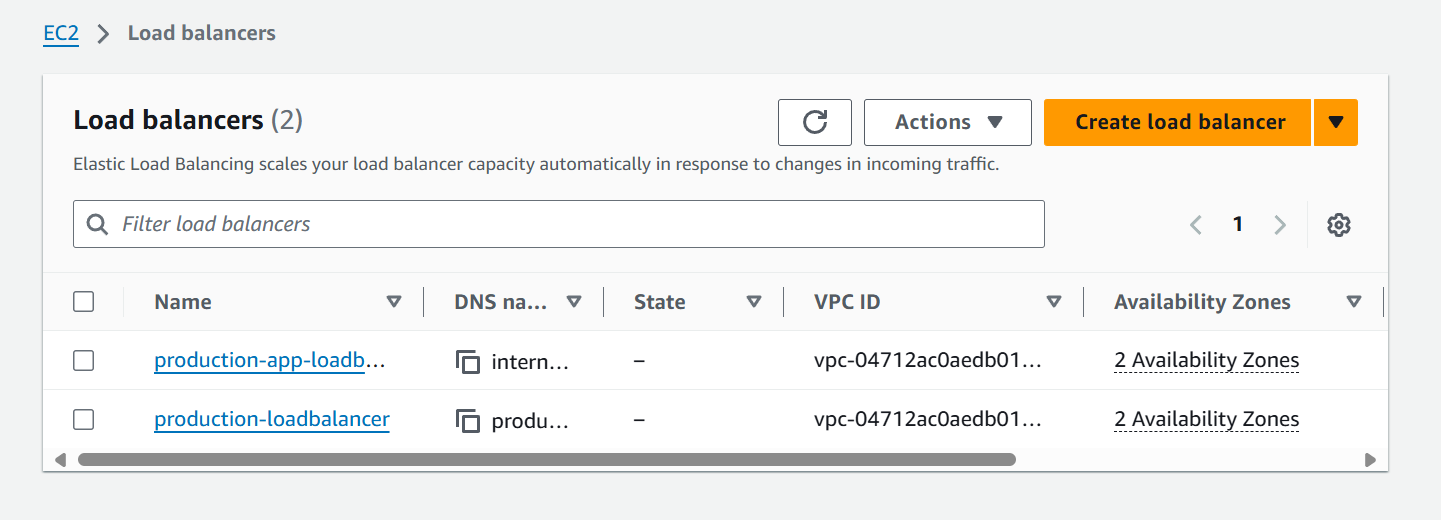 EC2 > Load balancers
Load balancers (2)
Actions
Create load balancer
Elastic Load Balancing scales your load balancer capacity automatically in response to changes in incoming traffic.
Filter load balancers
1
Name DNS na... State VPC ID Availability Zones
production-app-loadb... intern... – vpc-04712ac0aedb01... 2 Availability Zones
production-loadbalancer produ... – vpc-04712ac0aedb01... 2 Availability Zones